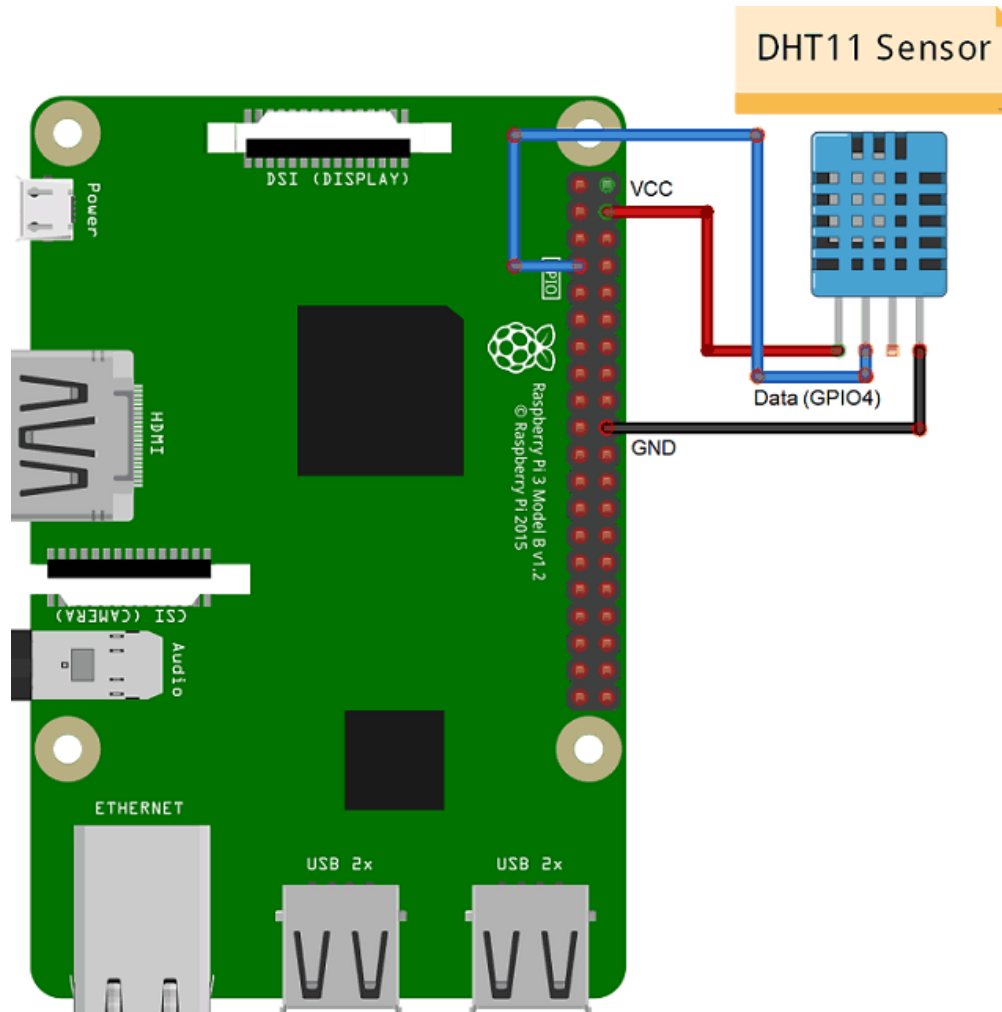 DHT11 Sensor
DSI (DISPLAY)
VCC
Power
GPIO
Raspberry Pi 3 Model B v1.2
© Raspberry Pi 2015
HDMI
Data (GPIO4)
GND
CSI (CAMERA)
Audio
ETHERNET
USB 2x
USB 2x